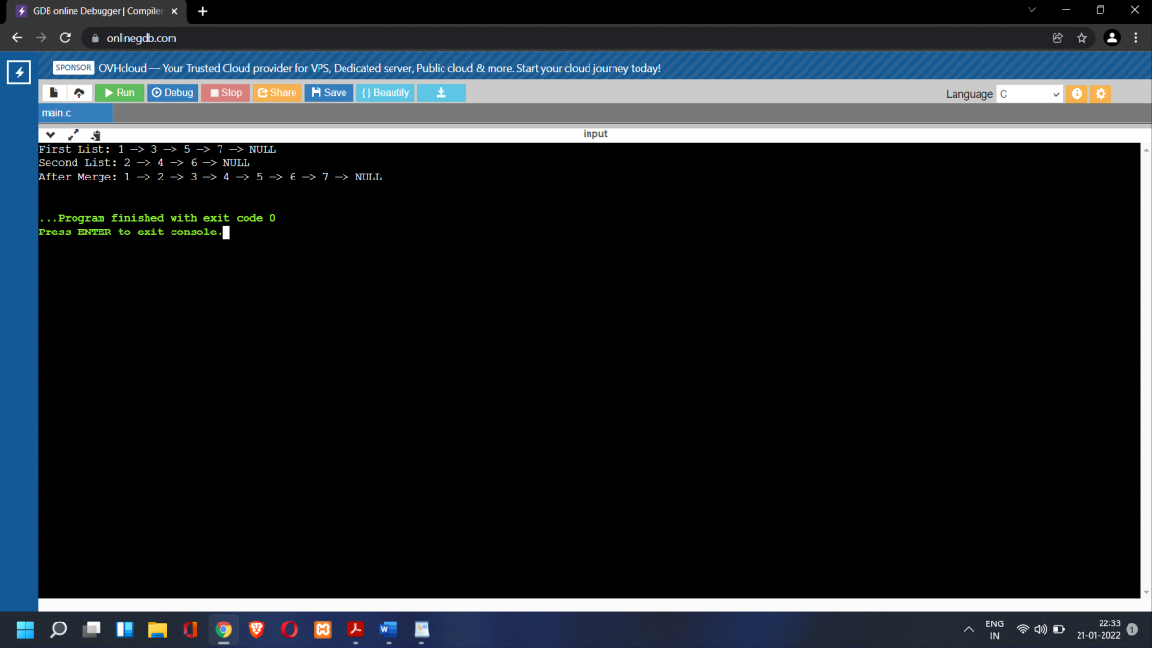 GDB online Debugger | Compiler
onlinegdb.com
SPONSOR OVHcloud — Your Trusted Cloud provider for VPS, Dedicated server, Public cloud & more. Start your cloud journey today!
Run Debug Stop Share Save { } Beautify Language C
main.c
input
First List: 1 -> 3 -> 5 -> 7 -> NULL
Second List: 2 -> 4 -> 6 -> NULL
After Merge: 1 -> 2 -> 3 -> 4 -> 5 -> 6 -> 7 -> NULL
...Program finished with exit code 0
Press ENTER to exit console.
ENG
IN
22:33
21-01-2022
1